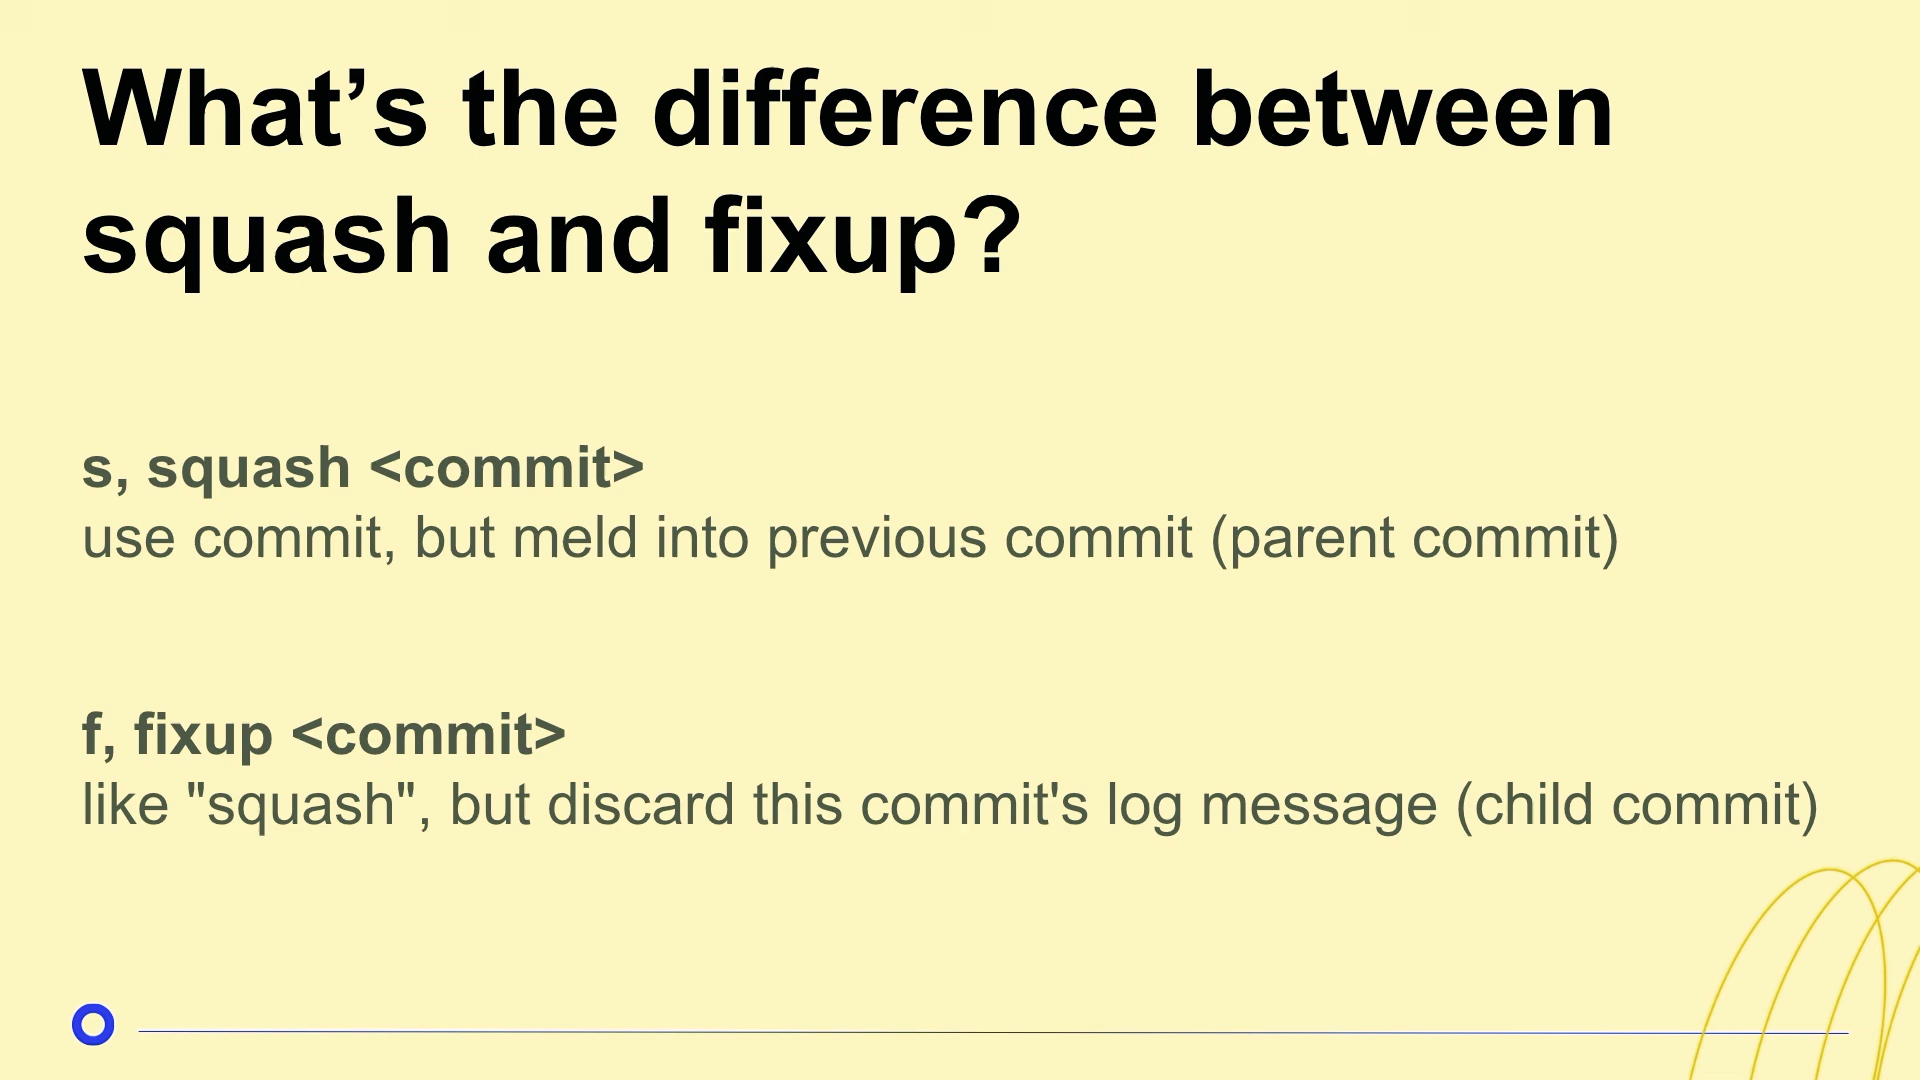 What’s the difference between
squash and fixup?
s, squash <commit>
use commit, but meld into previous commit (parent commit)
f, fixup <commit>
like "squash", but discard this commit's log message (child commit)